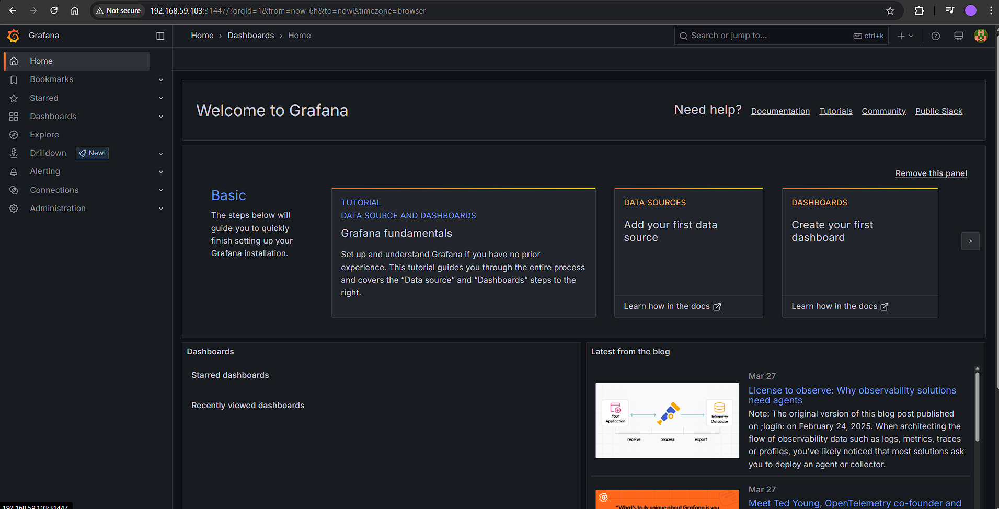 Not secure
192.168.59.103:31447/?orgId=1&from=now-6h&to=now&timezone=browser
Grafana
Home › Dashboards › Home
Search or jump to...
ctrl+k
Home
Bookmarks
Starred
Dashboards
Explore
Drilldown
New!
Alerting
Connections
Administration
Welcome to Grafana
Need help?
Documentation
Tutorials
Community
Public Slack
Remove this panel
Basic
The steps below will
guide you to quickly
finish setting up your
Grafana installation.
TUTORIAL
DATA SOURCE AND DASHBOARDS
Grafana fundamentals
Set up and understand Grafana if you have no prior
experience. This tutorial guides you through the entire process
and covers the “Data source” and “Dashboards” steps to the
right.
DATA SOURCES
Add your first data
source
Learn how in the docs
DASHBOARDS
Create your first
dashboard
Learn how in the docs
Dashboards
Starred dashboards
Recently viewed dashboards
Latest from the blog
Your
Application
Telemetry
Database
receive
process
export
Mar 27
License to observe: Why observability solutions
need agents
Note: The original version of this blog post published
on ;login: on February 24, 2025. When architecting the
flow of observability data such as logs, metrics, traces
or profiles, you’ve likely noticed that most solutions ask
you to deploy an agent or collector.
"What's truly unique about Grafana is you
Mar 27
Meet Ted Young, OpenTelemetry co-founder and
192.168.59.103:31447